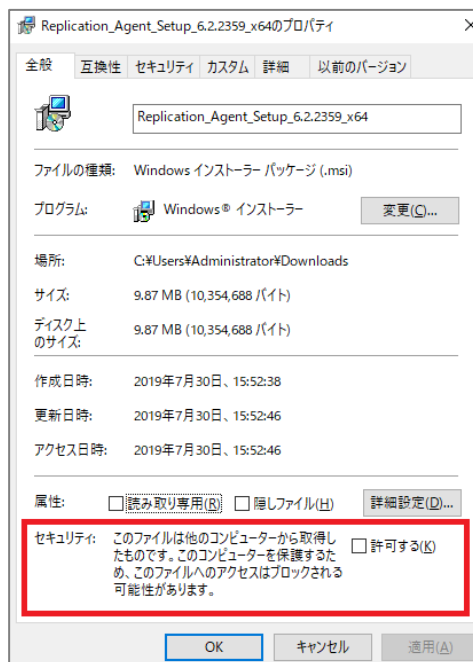 Replication_Agent_Setup_6.2.2359_x64のプロパティ
全般 互換性 セキュリティ カスタム 詳細 以前のバージョン
Replication_Agent_Setup_6.2.2359_x64
ファイルの種類: Windows インストーラー パッケージ (.msi)
プログラム: Windows® インストーラー 変更(C)...
場所: C:¥Users¥Administrator¥Downloads
サイズ: 9.87 MB (10,354,688 バイト)
ディスク上
のサイズ: 9.87 MB (10,354,688 バイト)
作成日時: 2019年7月30日、15:52:38
更新日時: 2019年7月30日、15:52:46
アクセス日時: 2019年7月30日、15:52:46
属性: 読み取り専用(R) 隠しファイル(H) 詳細設定(D)...
セキュリティ: このファイルは他のコンピューターから取得し
たものです。このコンピューターを保護するた 許可する(K)
め、このファイルへのアクセスはブロックされる
可能性があります。
OK キャンセル 適用(A)